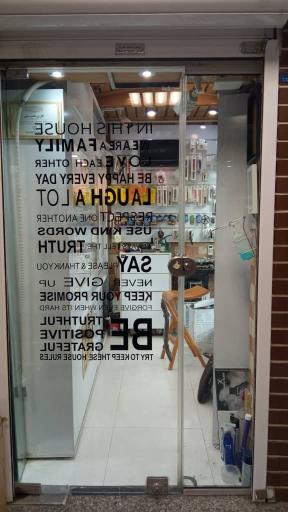 IN THIS HOUSE
WE ARE A FAMILY
LOVE EACH OTHER
BE HAPPY EVERY DAY
LAUGH A LOT
RESPECT ONE ANOTHER
USE KIND WORDS
TELL THE TRUTH
SAY PLEASE & THANK YOU
NEVER GIVE UP
KEEP YOUR PROMISE
FORGIVE EVEN WHEN ITS HARD
BE TRUTHFUL
POSITIVE
GRATEFUL
TRY TO KEEP THESE HOUSE RULES